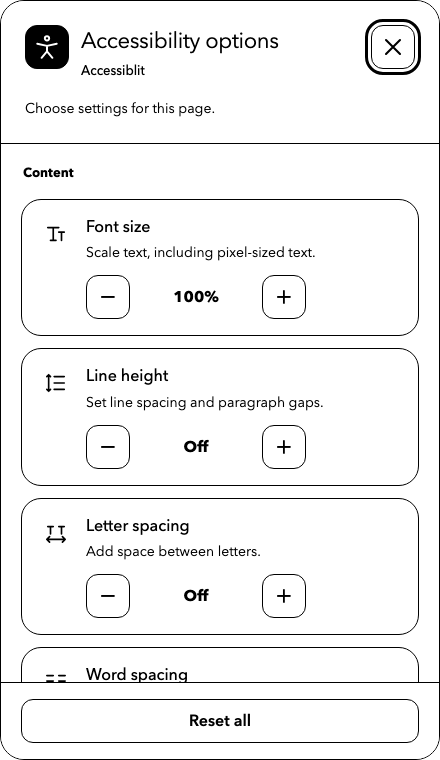 Accessibility options
Accessiblit
Choose settings for this page.
Content
Font size
Scale text, including pixel-sized text.
100%
Line height
Set line spacing and paragraph gaps.
Off
Letter spacing
Add space between letters.
Off
Word spacing
Reset all